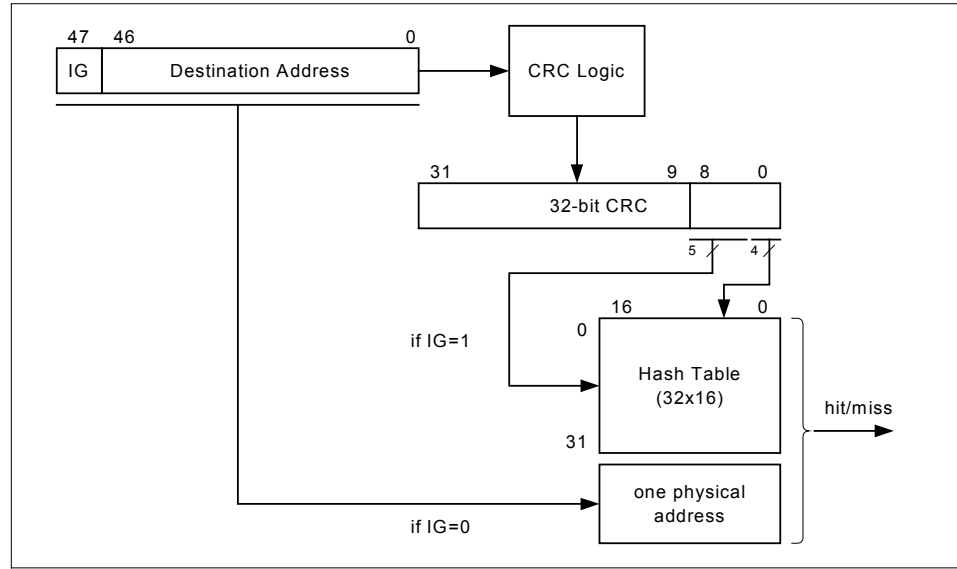 47 46 0
IG Destination Address
CRC Logic
31 9 8 0
32-bit CRC
5 4
16 0
0
if IG=1
Hash Table
(32x16)
hit/miss
31
one physical
address
if IG=0